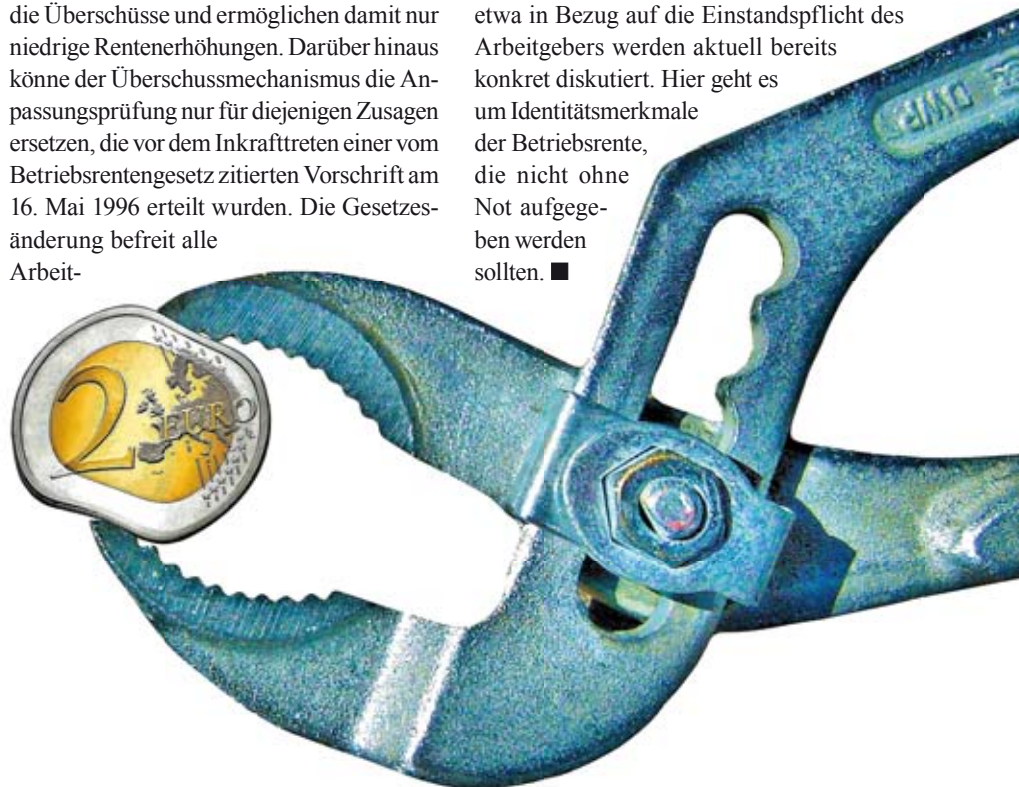 die Überschüsse und ermöglichen damit nur
niedrige Rentenerhöhungen. Darüber hinaus
könne der Überschussmechanismus die An-
passungsprüfung nur für diejenigen Zusagen
ersetzen, die vor dem Inkrafttreten einer vom
Betriebsrentengesetz zitierten Vorschrift am
16. Mai 1996 erteilt wurden. Die Gesetzes-
änderung befreit alle
Arbeit-
etwa in Bezug auf die Einstandspflicht des
Arbeitgebers werden aktuell bereits
konkret diskutiert. Hier geht es
um Identitätsmerkmale
der Betriebsrente,
die nicht ohne
Not aufgege-
ben werden
sollten. ■
2 EURO